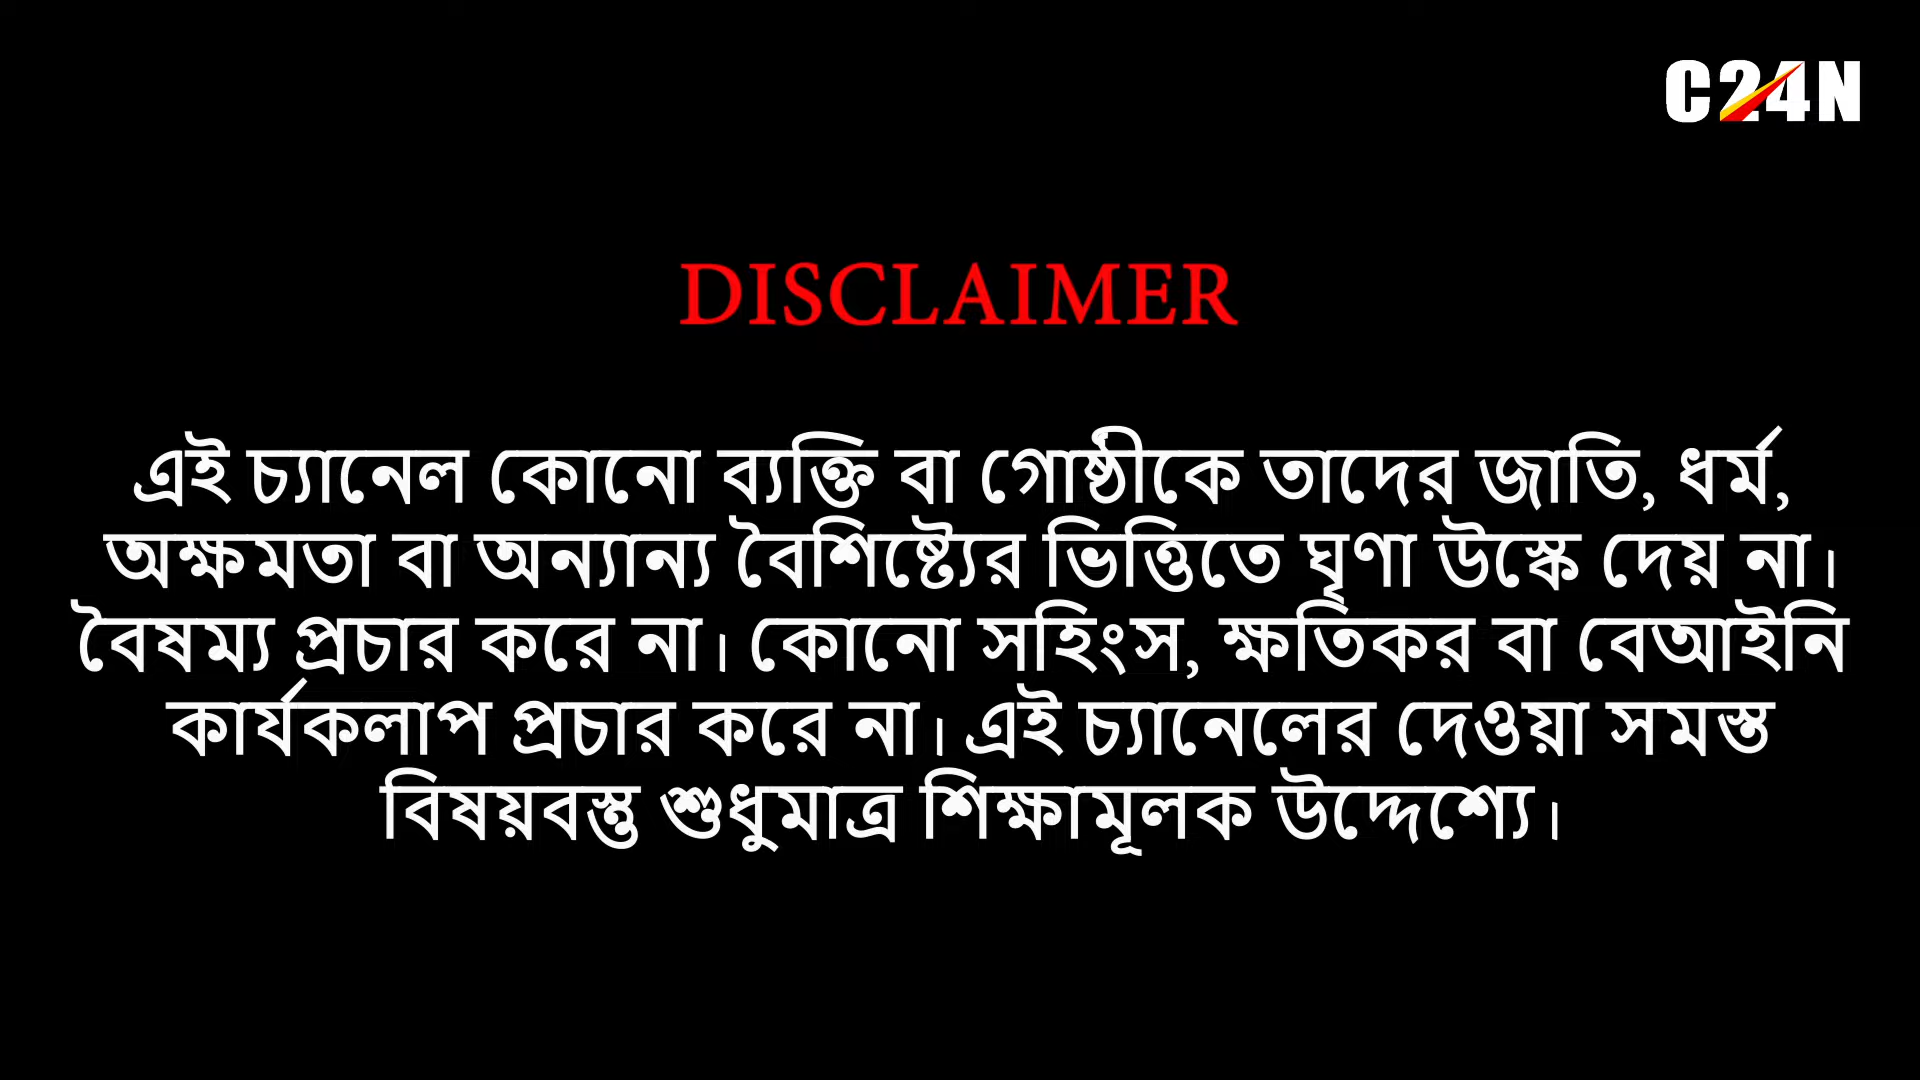 C24N
DISCLAIMER
এই চ্যানেল কোনো ব্যক্তি বা গোষ্ঠীকে তাদের জাতি, ধর্ম,
অক্ষমতা বা অন্যান্য বৈশিষ্ট্যের ভিত্তিতে ঘৃণা উস্কে দেয় না।
বৈষম্য প্রচার করে না। কোনো সহিংস, ক্ষতিকর বা বেআইনি
কার্যকলাপ প্রচার করে না। এই চ্যানেলের দেওয়া সমস্ত
বিষয়বস্তু শুধুমাত্র শিক্ষামূলক উদ্দেশ্যে।